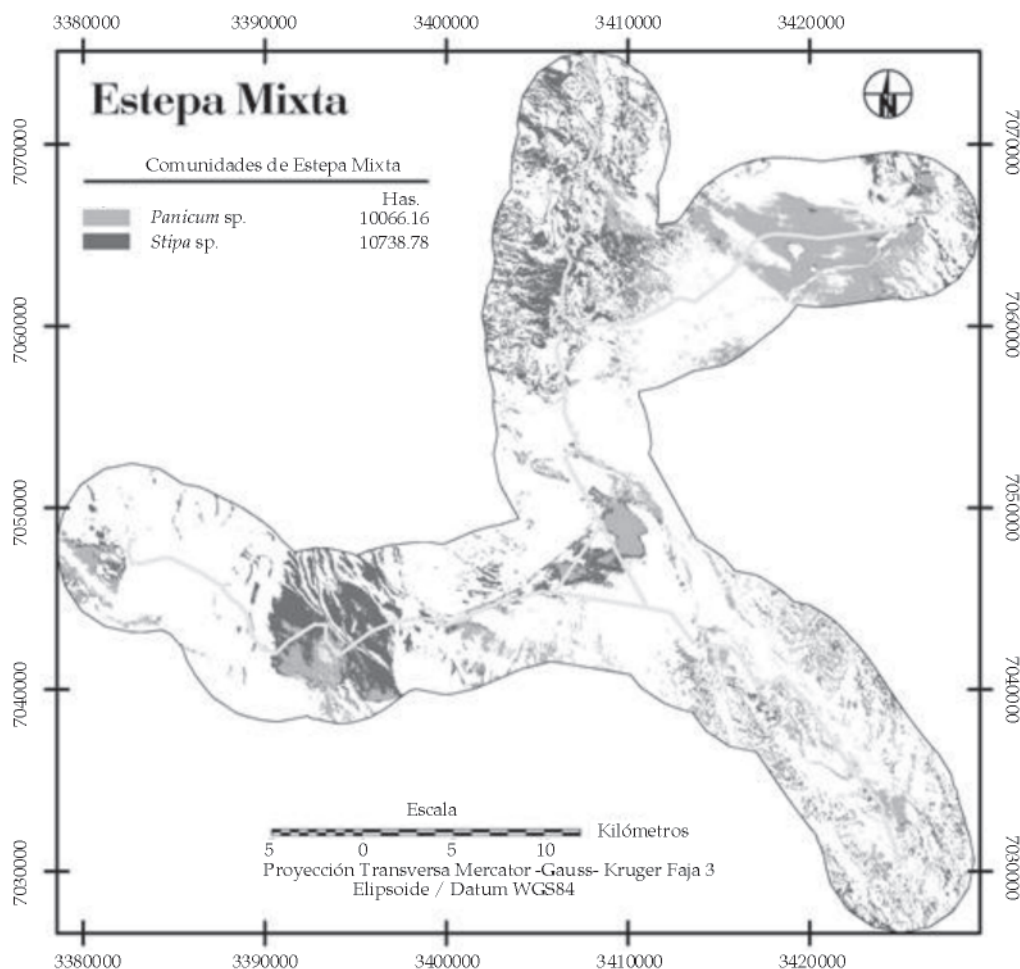 3380000 3390000 3400000 3410000 3420000
Estepa Mixta
N
Comunidades de Estepa Mixta
Has.
Panicum sp. 10066.16
Stipa sp. 10738.78
7070000 7070000
7060000 7060000
7050000 7050000
7040000 7040000
7030000 7030000
Escala
Kilómetros
5 0 5 10
Proyección Transversa Mercator -Gauss- Kruger Faja 3
Elipsoide / Datum WGS84
3380000 3390000 3400000 3410000 3420000